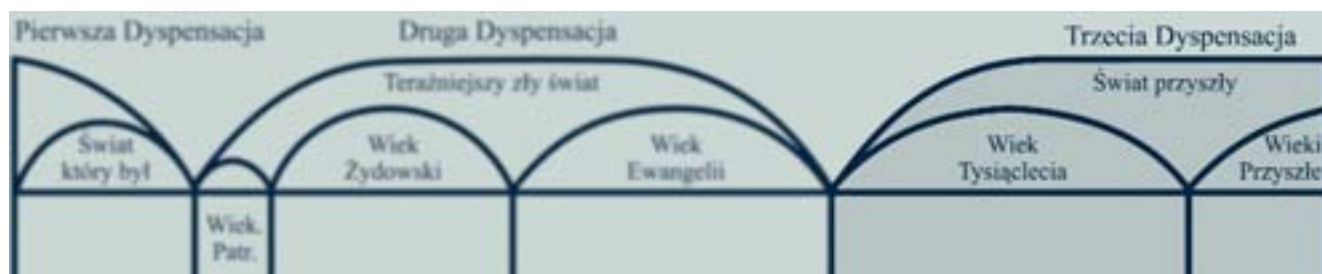 Pierwsza Dyspensacja
Druga Dyspensacja
Trzecia Dyspensacja
Teraźniejszy zły świat
Świat przyszły
Świat
który był
Wiek.
Patr.
Wiek
Żydowski
Wiek
Ewangelii
Wiek
Tysiąclecia
Wieki
Przyszłe